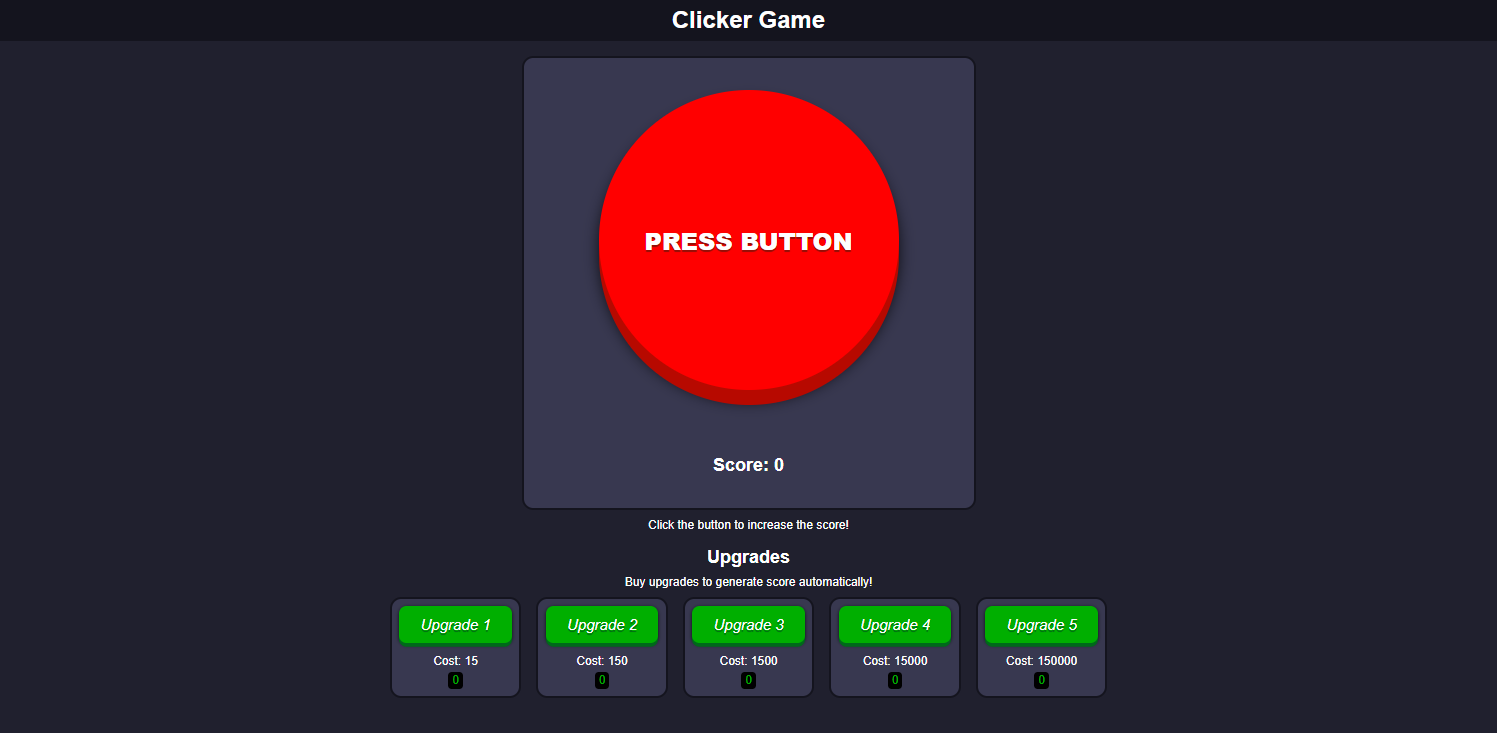 Clicker Game
PRESS BUTTON
Score: 0
Click the button to increase the score!
Upgrades
Buy upgrades to generate score automatically!
Upgrade 1
Cost: 15
0
Upgrade 2
Cost: 150
0
Upgrade 3
Cost: 1500
0
Upgrade 4
Cost: 15000
0
Upgrade 5
Cost: 150000
0